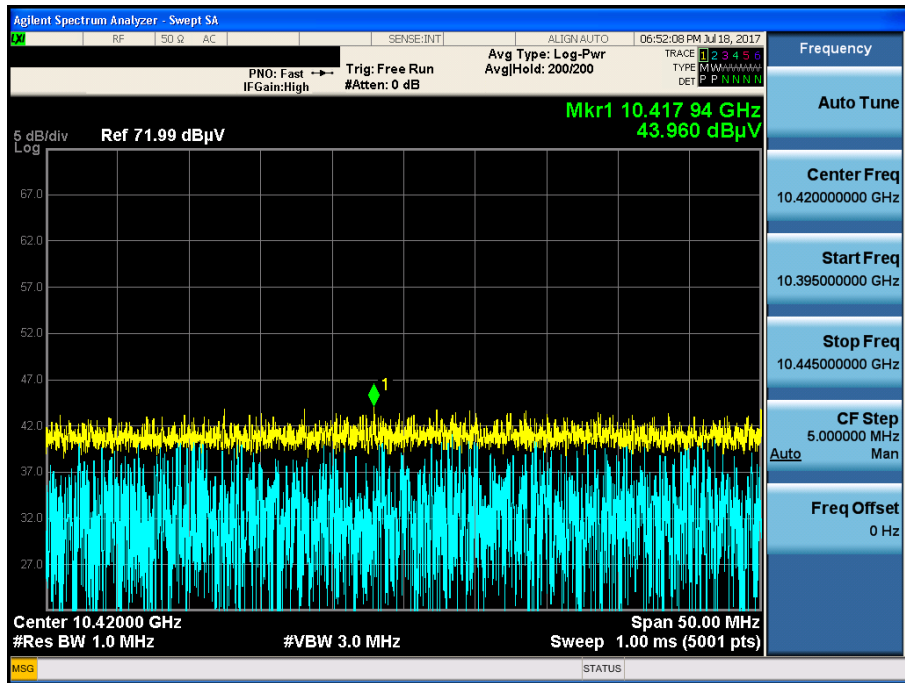 Agilent Spectrum Analyzer - Swept SA
LXI RF 50 Ω AC SENSE:INT ALIGN AUTO 06:52:08 PM Jul 18, 2017
PNO: Fast
IFGain:High
Trig: Free Run
#Atten: 0 dB
Avg Type: Log-Pwr
Avg|Hold: 200/200
TRACE 1 2 3 4 5 6
TYPE M W W W W W
DET P P N N N N
Mkr1 10.417 94 GHz
43.960 dBµV
5 dB/div Ref 71.99 dBµV
Log
67.0
62.0
57.0
52.0
47.0
42.0
37.0
32.0
27.0
1
Center 10.42000 GHz Span 50.00 MHz
#Res BW 1.0 MHz #VBW 3.0 MHz Sweep 1.00 ms (5001 pts)
MSG STATUS
Frequency
Auto Tune
Center Freq
10.420000000 GHz
Start Freq
10.395000000 GHz
Stop Freq
10.445000000 GHz
CF Step
5.000000 MHz
Auto Man
Freq Offset
0 Hz